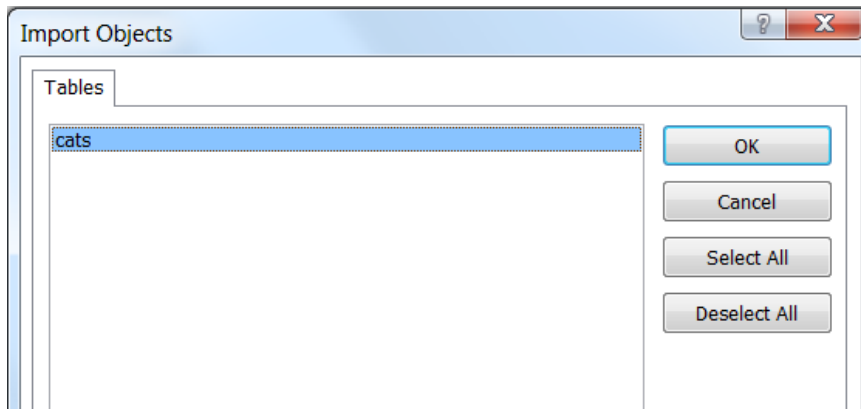 Import Objects
Tables
cats
OK
Cancel
Select All
Deselect All